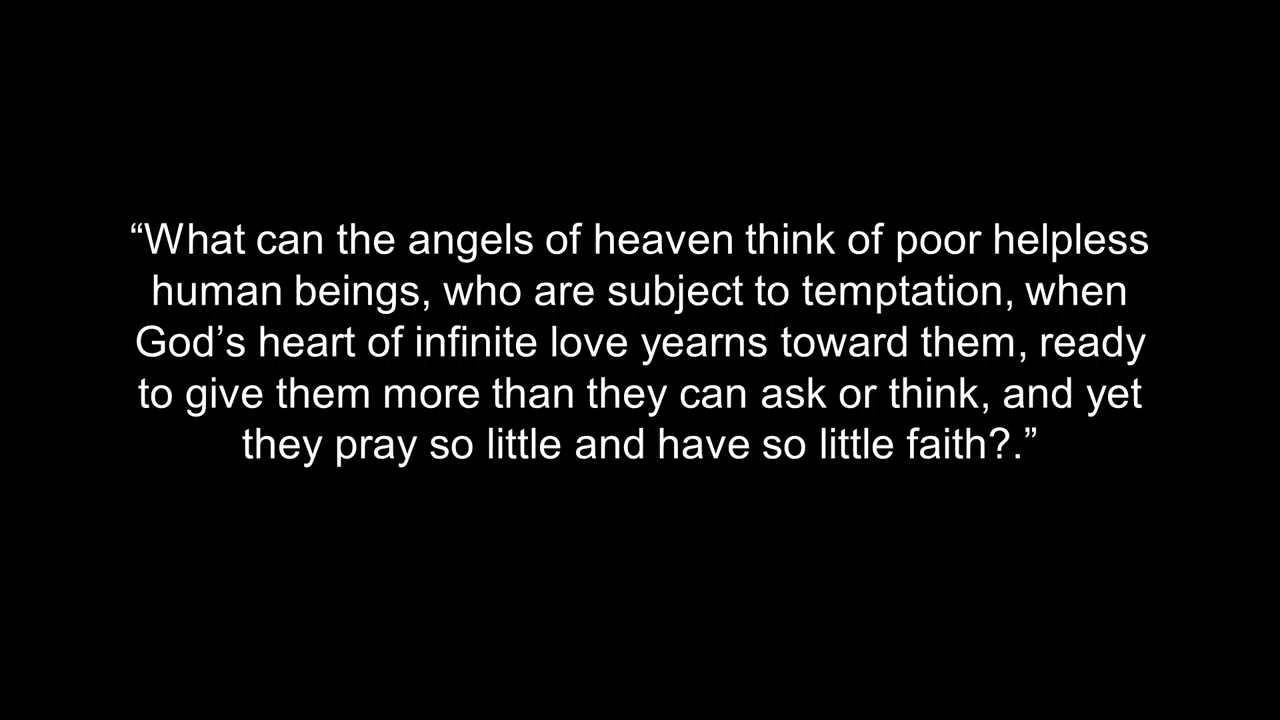 “What can the angels of heaven think of poor helpless
human beings, who are subject to temptation, when
God’s heart of infinite love yearns toward them, ready
to give them more than they can ask or think, and yet
they pray so little and have so little faith?.”